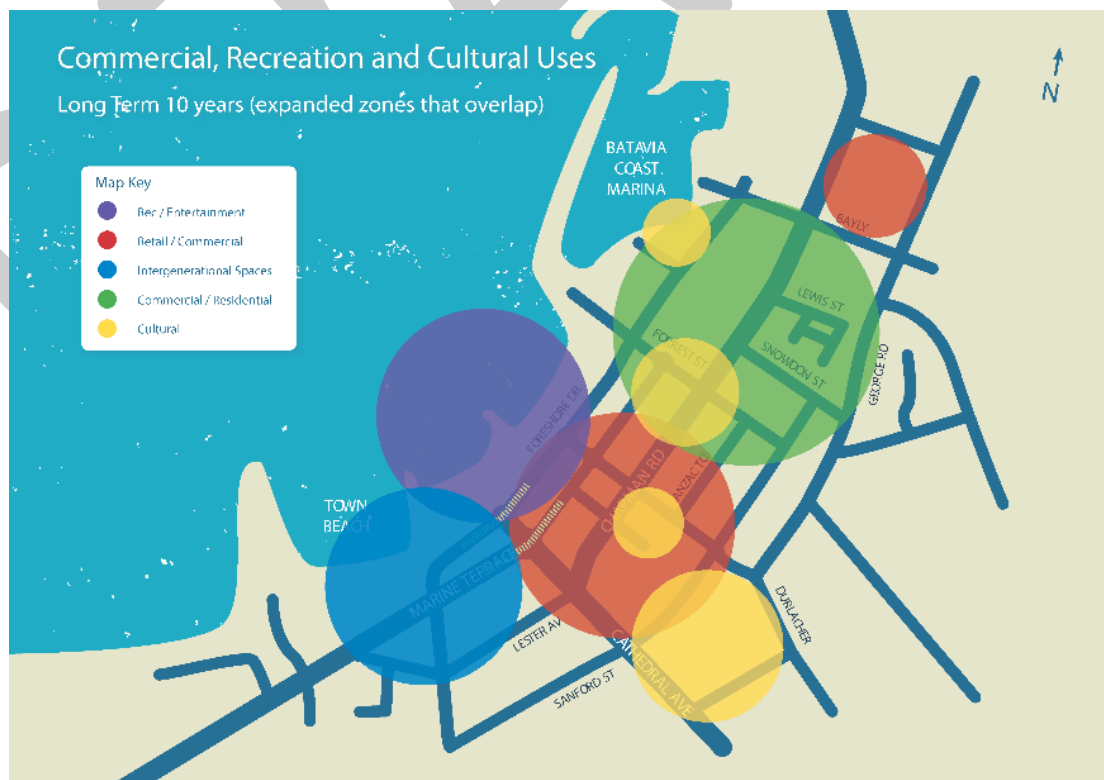 Commercial, Recreation and Cultural Uses
Long Term 10 years (expanded zones that overlap)
N
BATAVIA
COAST.
MARINA
Map Key
Rec / Entertainment
Retail / Commercial
Intergenerational Spaces
Commercial / Residential
Cultural
BAYLY
LEWIS ST
FORREST ST
SNOWDON ST
GEORGE RD
FORESHORE DR
CHAPMAN RD
ANZAC TCE
TOWN
BEACH
MARINE TERRACE
LESTER AV
DURLACHER
CATHEDRAL AVE
SANFORD ST